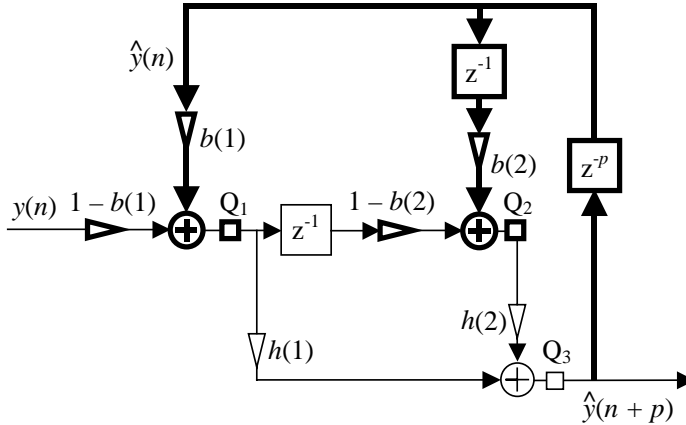 ŷ(n)
z⁻¹
b(1)
b(2)
z⁻ᵖ
y(n)
1 – b(1)
Q₁
z⁻¹
1 – b(2)
Q₂
h(1)
h(2)
Q₃
ŷ(n + p)